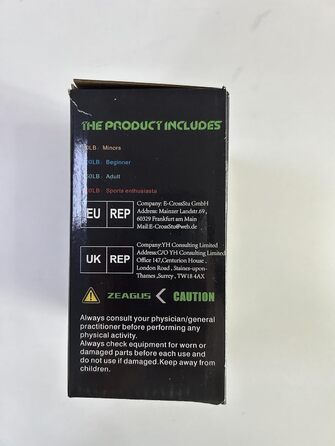 THE PRODUCT INCLUDES
0LB. Minors
0LB. Beginner
0LB. Adult
0LB. Sports enthusiasts
EU REP
Company: E-CrossStu GmbH
Address: Mainzer Landstr.69,
60329 Frankfurt am Main
Mail:E-CrossStu@web.de
UK REP
Company:YH Consulting Limited
Address:C/O YH Consulting Limited
Office 147,Centurion House,
London Road, Staines-upon-
Thames ,Surrey , TW18 4AX
ZEAGUS CAUTION
Always consult your physician/general
practitioner before performing any
physical activity.
Always check equipment for worn or
damaged parts before each use and
do not use if damaged.Keep away from
children.